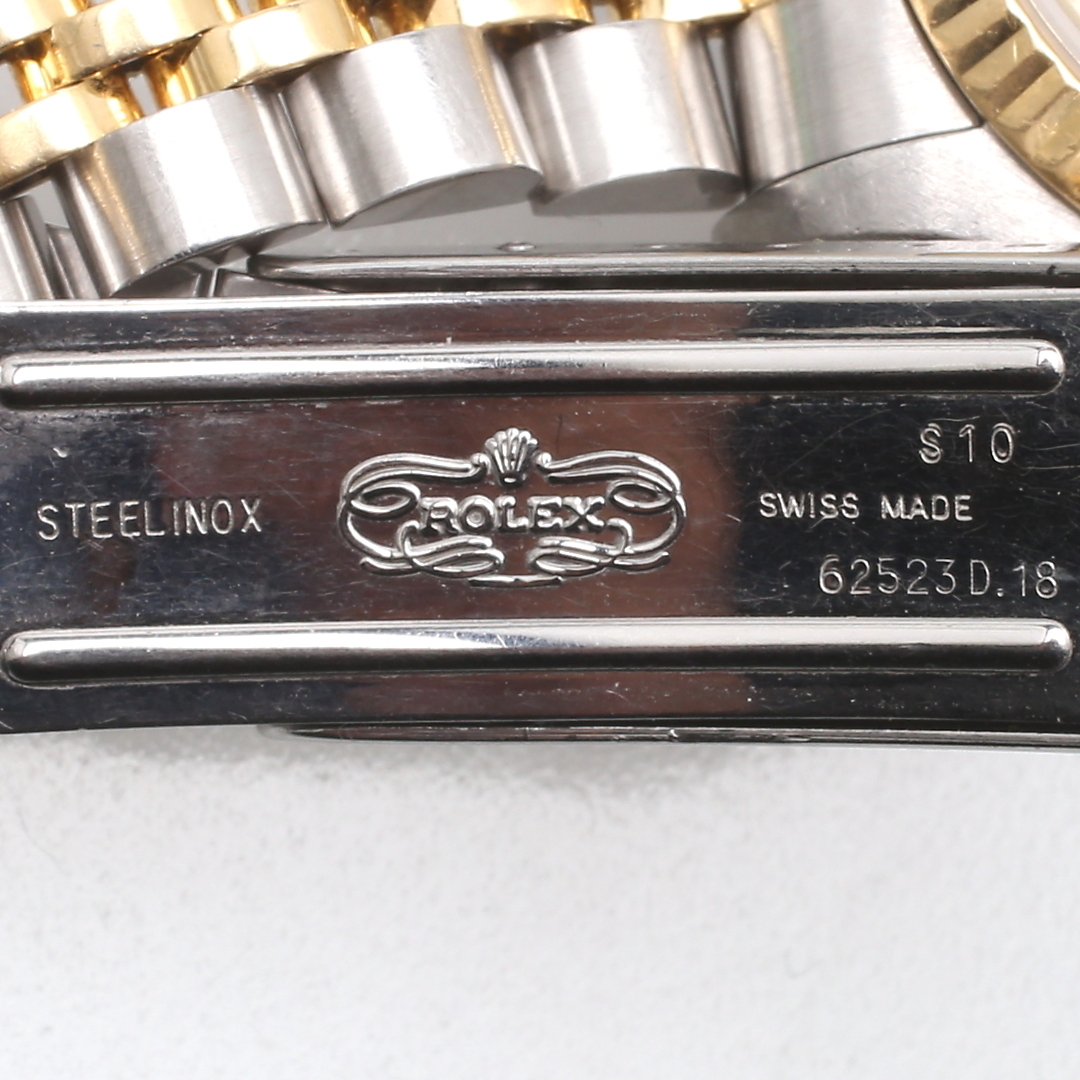 STEELINOX
ROLEX
S10
SWISS MADE
62523D.18